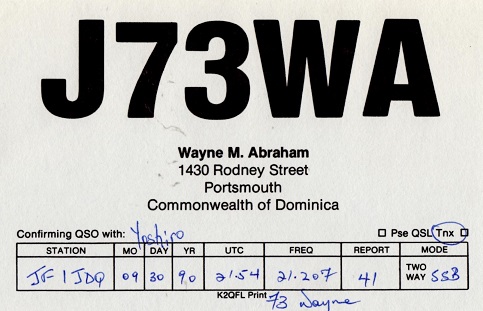 J73WA
Wayne M. Abraham
1430 Rodney Street
Portsmouth
Commonwealth of Dominica
Confirming QSO with: Yoshiro □ Pse QSL Tnx □
STATION MO DAY YR UTC FREQ REPORT MODE
JF1JDQ 09 30 90 21.54 21.207 41 TWO WAY SSB
K2QFL Print 73 Wayne